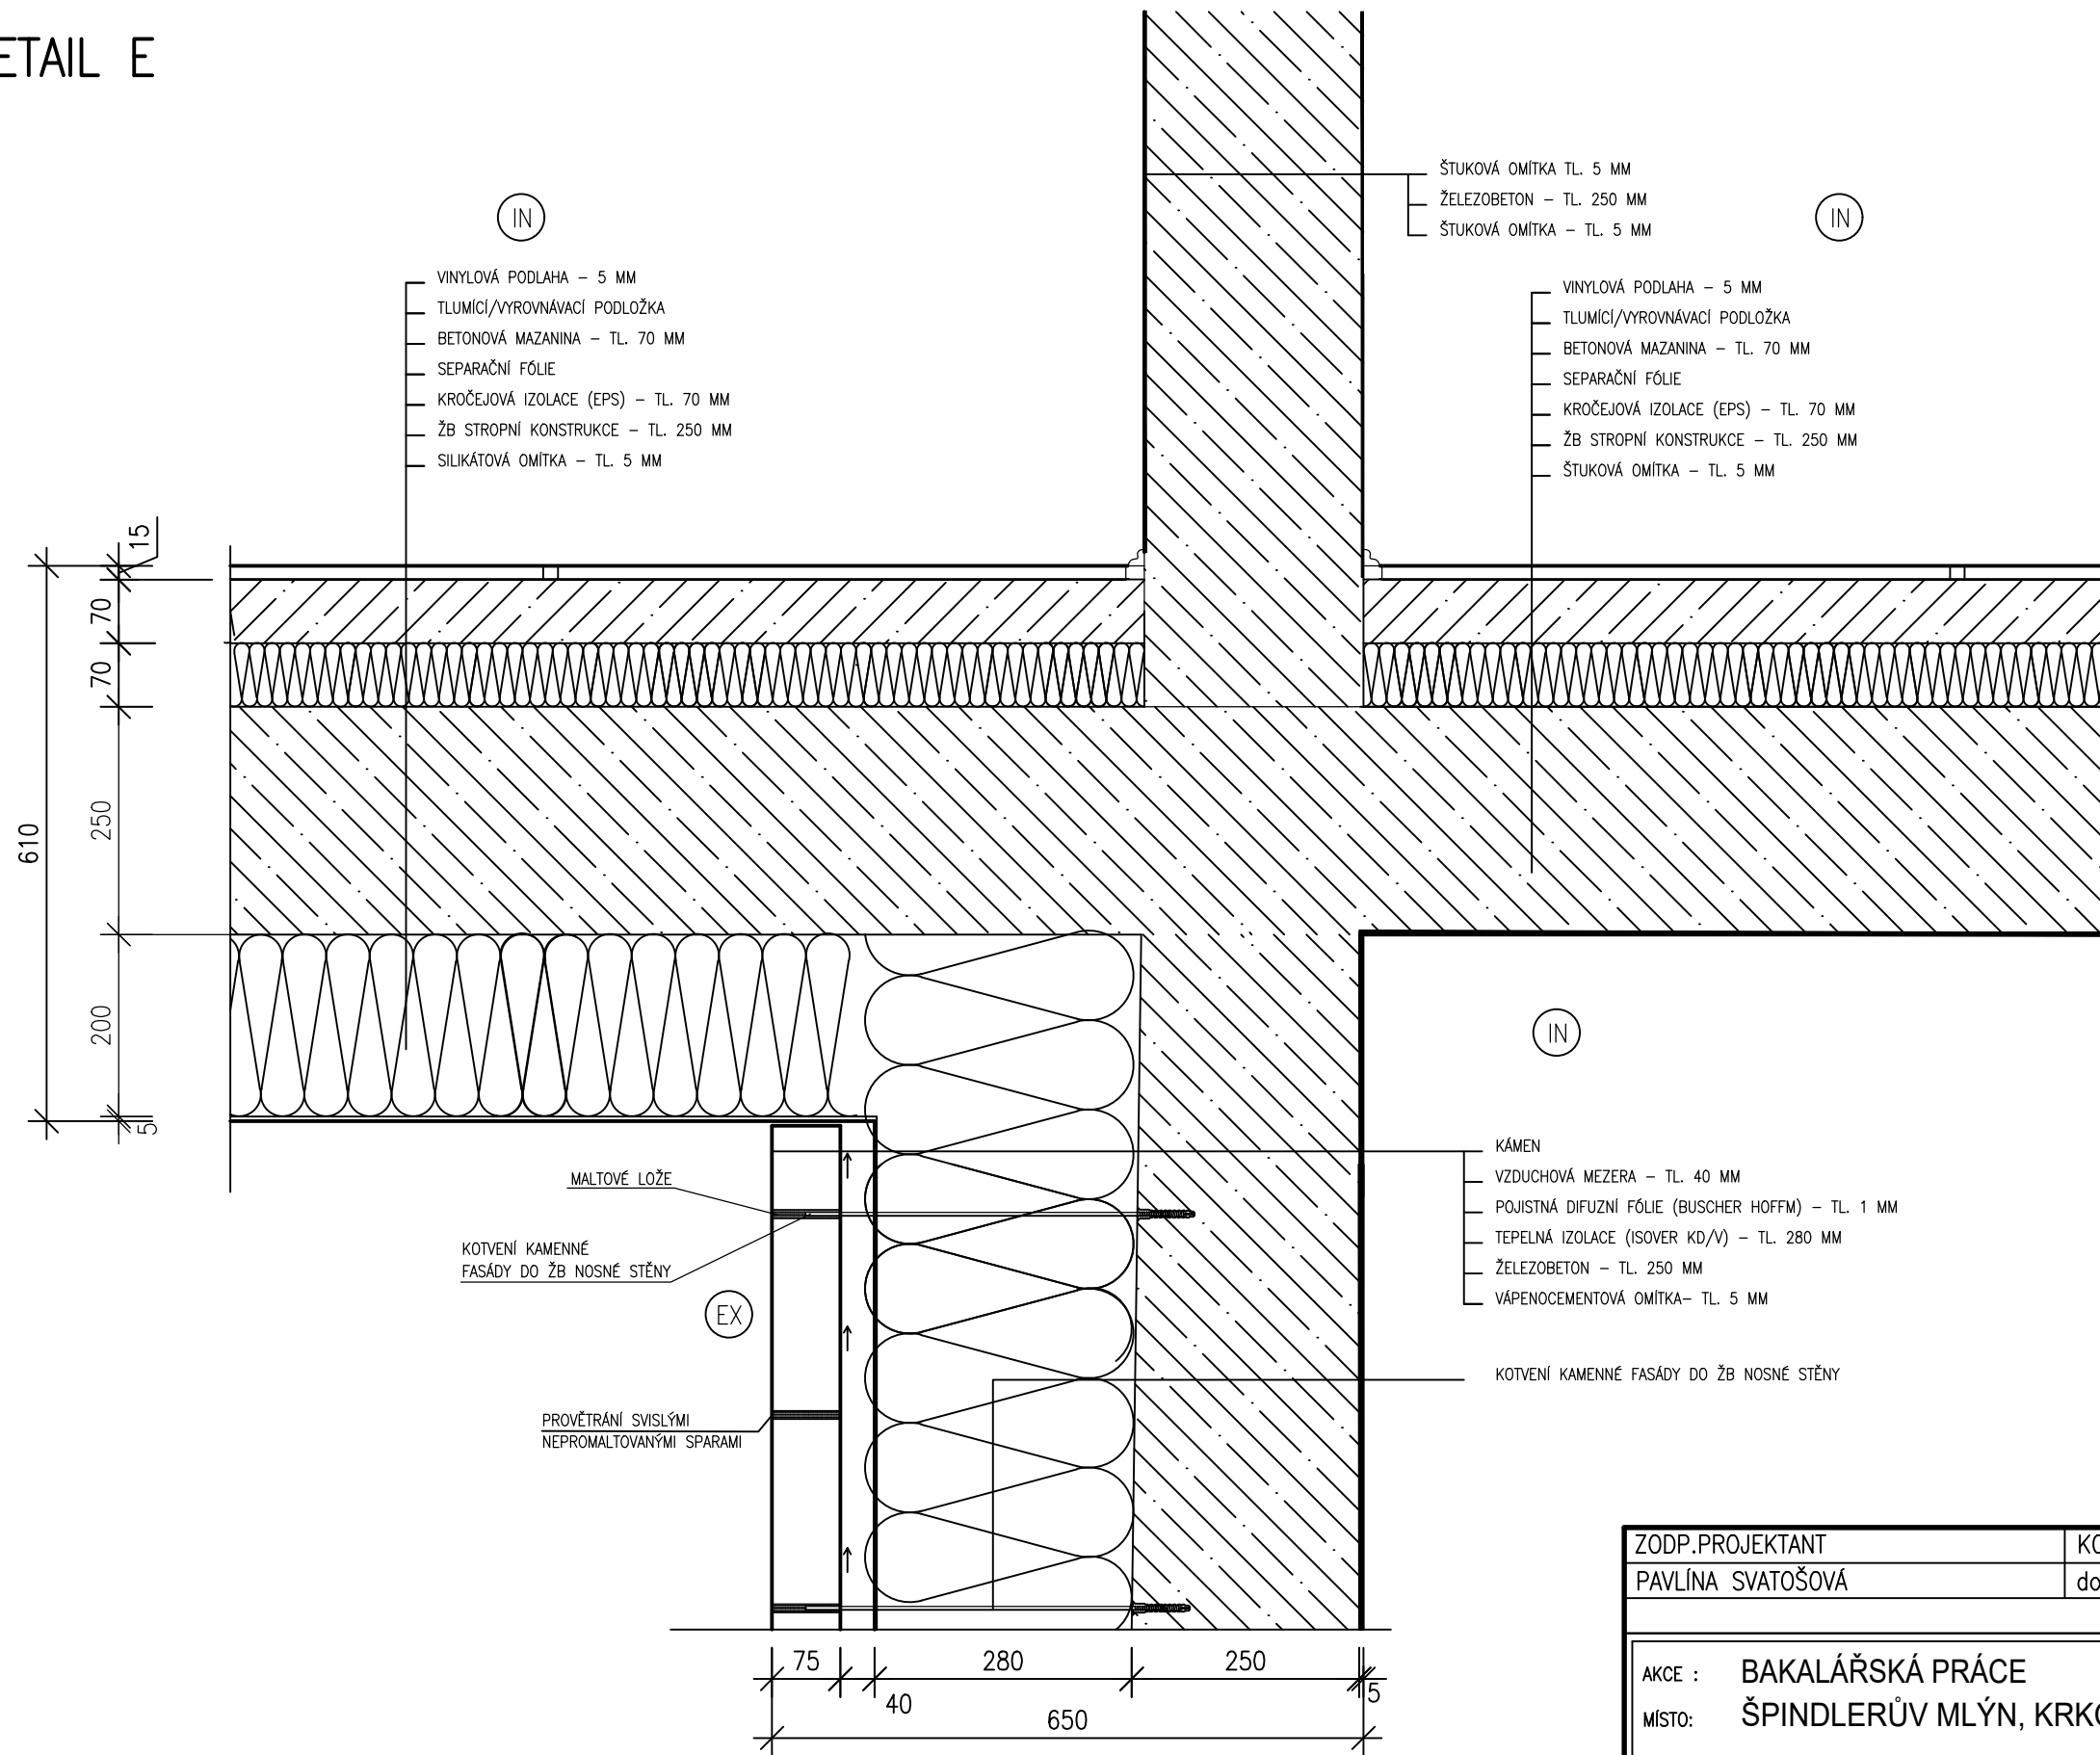 ETAIL E
IN
VINYLOVÁ PODLAHA – 5 MM
TLUMÍCÍ/VYROVNÁVACÍ PODLOŽKA
BETONOVÁ MAZANINA – TL. 70 MM
SEPARAČNÍ FÓLIE
KROČEJOVÁ IZOLACE (EPS) – TL. 70 MM
ŽB STROPNÍ KONSTRUKCE – TL. 250 MM
SILIKÁTOVÁ OMÍTKA – TL. 5 MM
ŠTUKOVÁ OMÍTKA TL. 5 MM
ŽELEZOBETON – TL. 250 MM
ŠTUKOVÁ OMÍTKA – TL. 5 MM
IN
VINYLOVÁ PODLAHA – 5 MM
TLUMÍCÍ/VYROVNÁVACÍ PODLOŽKA
BETONOVÁ MAZANINA – TL. 70 MM
SEPARAČNÍ FÓLIE
KROČEJOVÁ IZOLACE (EPS) – TL. 70 MM
ŽB STROPNÍ KONSTRUKCE – TL. 250 MM
ŠTUKOVÁ OMÍTKA – TL. 5 MM
15
70
70
250
610
200
5
IN
MALTOVÉ LOŽE
KOTVENÍ KAMENNÉ
FASÁDY DO ŽB NOSNÉ STĚNY
EX
PROVĚTRÁNÍ SVISLÝMI
NEPROMALTOVANÝMI SPARAMI
KÁMEN
VZDUCHOVÁ MEZERA – TL. 40 MM
POJISTNÁ DIFUZNÍ FÓLIE (BUSCHER HOFFM) – TL. 1 MM
TEPELNÁ IZOLACE (ISOVER KD/V) – TL. 280 MM
ŽELEZOBETON – TL. 250 MM
VÁPENOCEMENTOVÁ OMÍTKA– TL. 5 MM
KOTVENÍ KAMENNÉ FASÁDY DO ŽB NOSNÉ STĚNY
75
40
280
250
5
650
ZODP.PROJEKTANT KO
PAVLÍNA SVATOŠOVÁ do
AKCE : BAKALÁŘSKÁ PRÁCE
MÍSTO: ŠPINDLERŮV MLÝN, KRKO